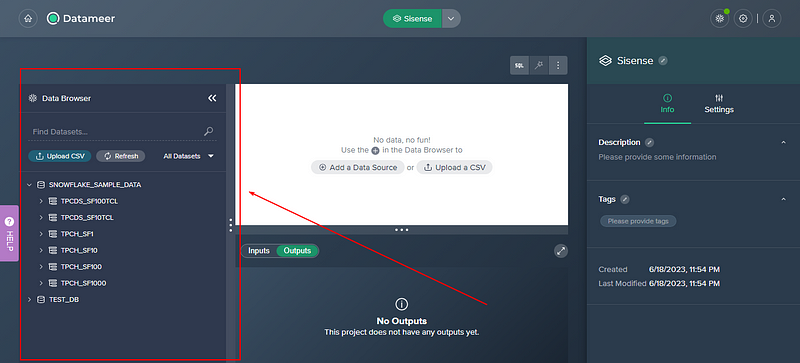 Datameer
Sisense
Data Browser
Find Datasets...
Upload CSV
Refresh
All Datasets
SNOWFLAKE_SAMPLE_DATA
TPCDS_SF100TCL
TPCDS_SF10TCL
TPCH_SF1
TPCH_SF10
TPCH_SF100
TPCH_SF1000
TEST_DB
HELP
SQL
No data, no fun!
Use the + in the Data Browser to
Add a Data Source or Upload a CSV
Inputs Outputs
No Outputs
This project does not have any outputs yet.
Sisense
Info Settings
Description
Please provide some information
Tags
Please provide tags
Created 6/18/2023, 11:54 PM
Last Modified 6/18/2023, 11:54 PM